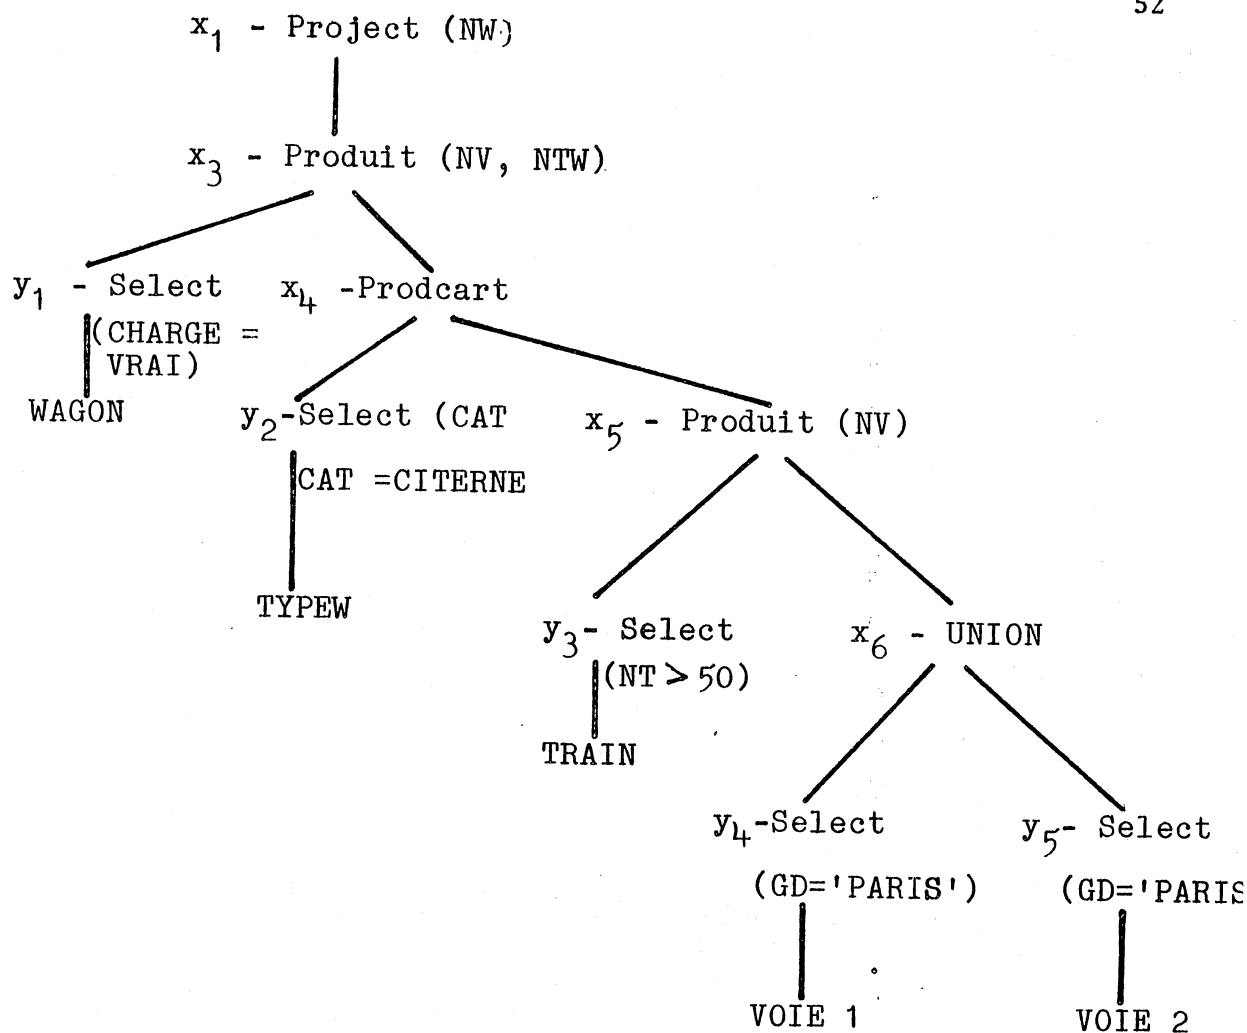 52
x₁ - Project (NW)
x₃ - Produit (NV, NTW)
y₁ - Select x₄ -Prodcart
(CHARGE =
VRAI)
WAGON y₂-Select (CAT x₅ - Produit (NV)
CAT =CITERNE
TYPEW
y₃- Select x₆ - UNION
(NT > 50)
TRAIN
y₄-Select y₅- Select
(GD='PARIS') (GD='PARIS
VOIE 1 VOIE 2